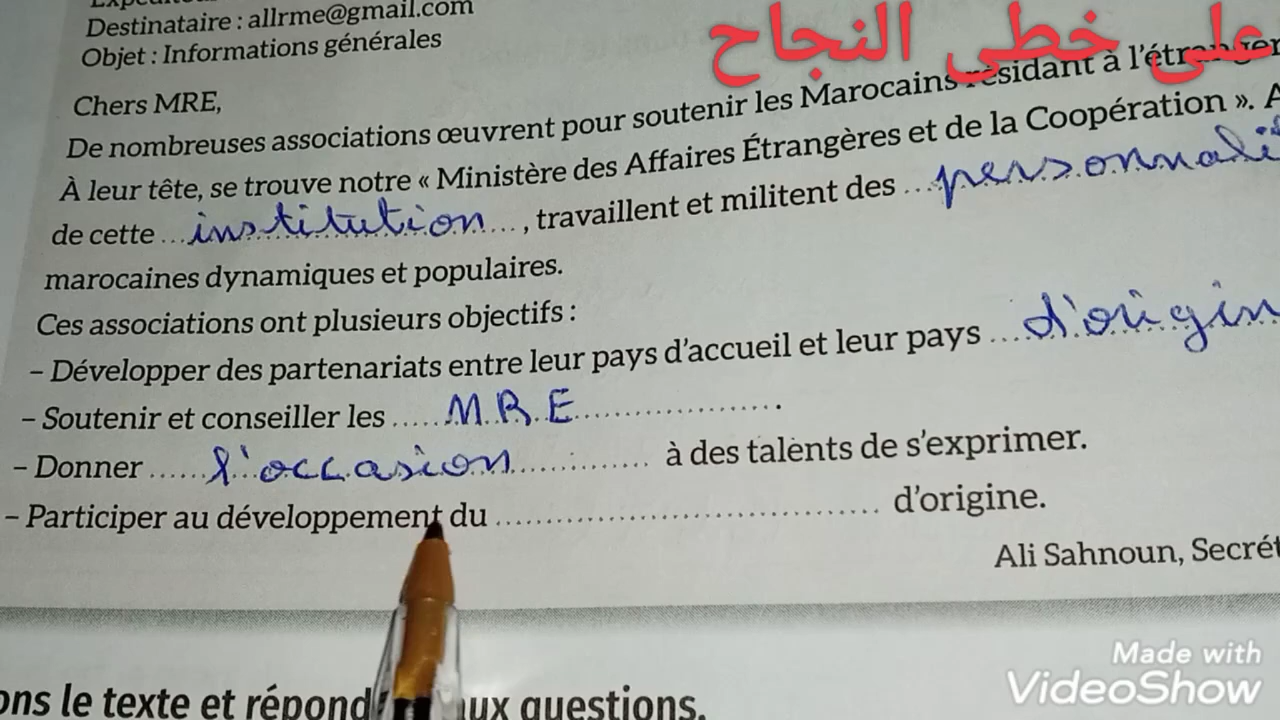 Destinataire : allrme@gmail.com
Objet : Informations générales
على خطى النجاح
Chers MRE,
De nombreuses associations œuvrent pour soutenir les Marocains résidant à l'étranger
À leur tête, se trouve notre « Ministère des Affaires Étrangères et de la Coopération ». A
de cette ...institution..., travaillent et militent des ...personnali
marocaines dynamiques et populaires.
Ces associations ont plusieurs objectifs :
– Développer des partenariats entre leur pays d'accueil et leur pays ....d'origin
– Soutenir et conseiller les .....M.R.E.....................
– Donner ......l'occasion............... à des talents de s'exprimer.
– Participer au développement du ........................................ d'origine.
Ali Sahnoun, Secrét
ons le texte et répond aux questions.
Made with
VideoShow